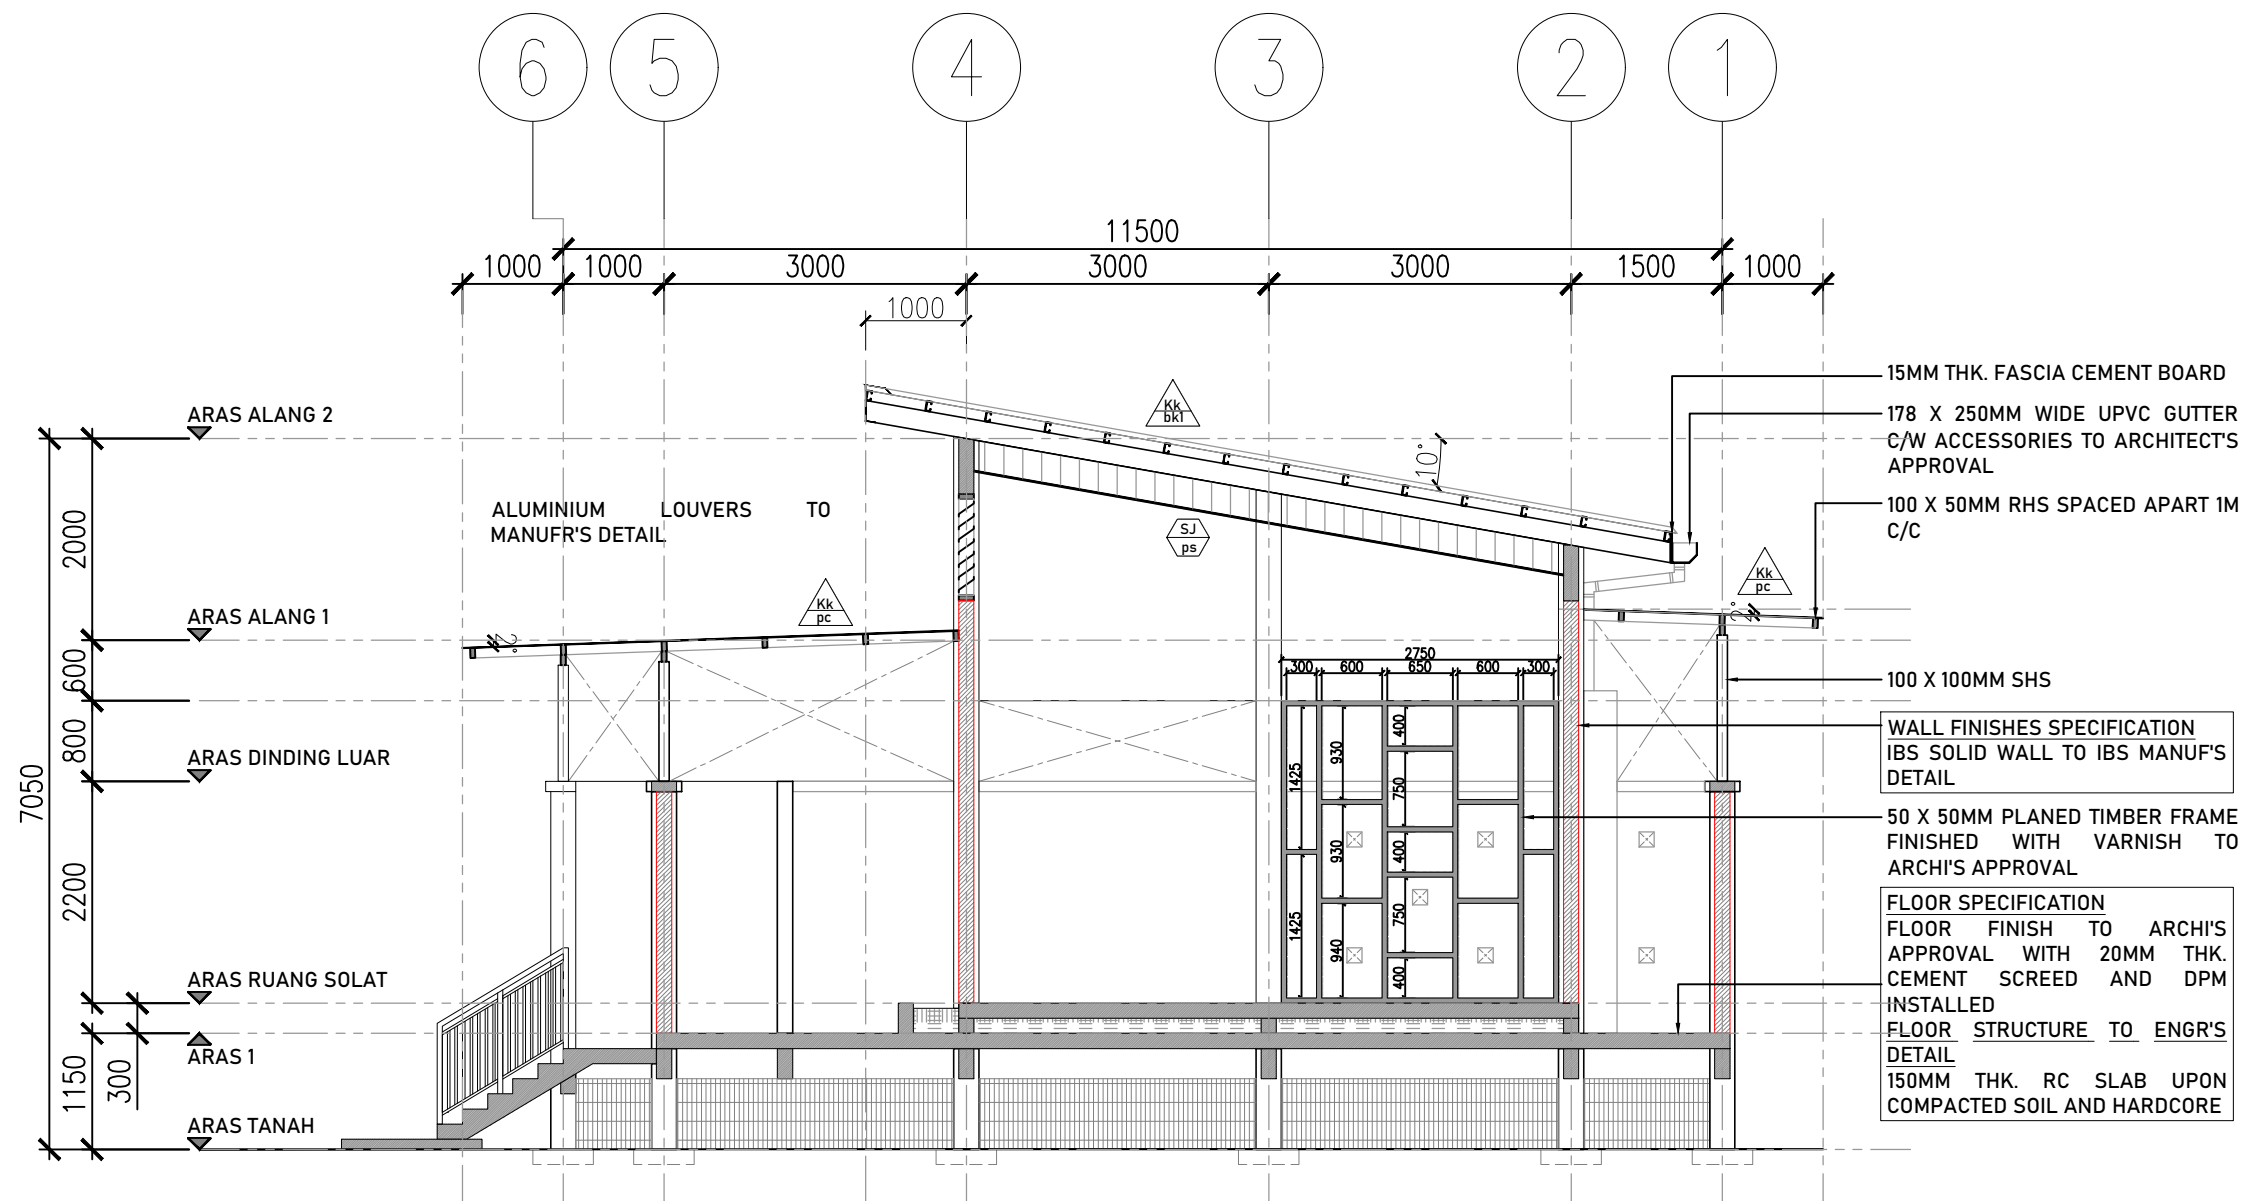 6
5
4
3
2
1
11500
1000
1000
3000
3000
3000
1500
1000
1000
ARAS ALANG 2
ALUMINIUM LOUVERS TO
MANUFR'S DETAIL
ARAS ALANG 1
ARAS DINDING LUAR
ARAS RUANG SOLAT
ARAS 1
ARAS TANAH
7050
2000
600
800
2200
1150
300
Kk
bk1
10°
SJ
ps
Kk
pc
2°
Kk
pc
2°
2750
300
600
650
600
300
1425
1425
930
930
940
400
750
400
750
400
15MM THK. FASCIA CEMENT BOARD
178 X 250MM WIDE UPVC GUTTER
C/W ACCESSORIES TO ARCHITECT'S
APPROVAL
100 X 50MM RHS SPACED APART 1M
C/C
100 X 100MM SHS
WALL FINISHES SPECIFICATION
IBS SOLID WALL TO IBS MANUF'S
DETAIL
50 X 50MM PLANED TIMBER FRAME
FINISHED WITH VARNISH TO
ARCHI'S APPROVAL
FLOOR SPECIFICATION
FLOOR FINISH TO ARCHI'S
APPROVAL WITH 20MM THK.
CEMENT SCREED AND DPM
INSTALLED
FLOOR STRUCTURE TO ENGR'S
DETAIL
150MM THK. RC SLAB UPON
COMPACTED SOIL AND HARDCORE